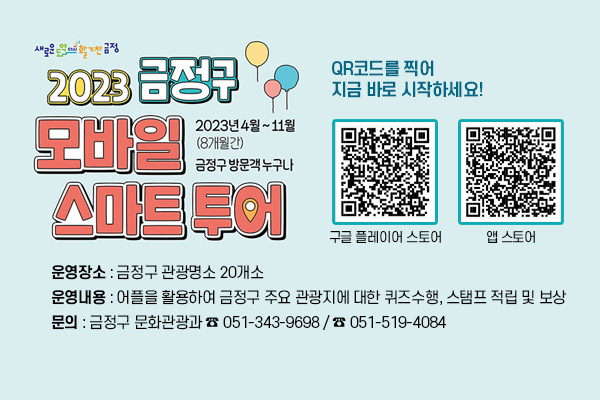 새로운 도약 다시 활기찬 금정
2023 금정구
모바일
스마트 투어
2023년 4월 ~ 11월
(8개월간)
금정구 방문객 누구나
QR코드를 찍어
지금 바로 시작하세요!
구글 플레이어 스토어
앱 스토어
운영장소 : 금정구 관광명소 20개소
운영내용 : 어플을 활용하여 금정구 주요 관광지에 대한 퀴즈수행, 스탬프 적립 및 보상
문의 : 금정구 문화관광과 ☎ 051-343-9698 / ☎ 051-519-4084